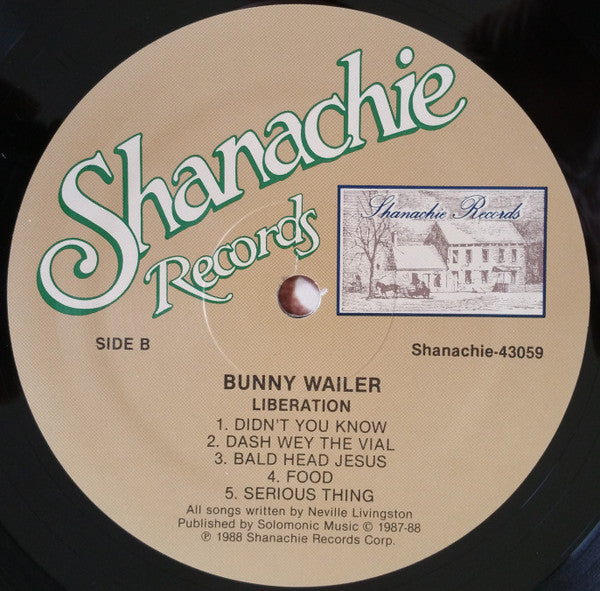 Shanachie
Records
Shanachie Records
SIDE B
Shanachie-43059
BUNNY WAILER
LIBERATION
1. DIDN'T YOU KNOW
2. DASH WEY THE VIAL
3. BALD HEAD JESUS
4. FOOD
5. SERIOUS THING
All songs written by Neville Livingston
Published by Solomonic Music © 1987-88
℗ 1988 Shanachie Records Corp.